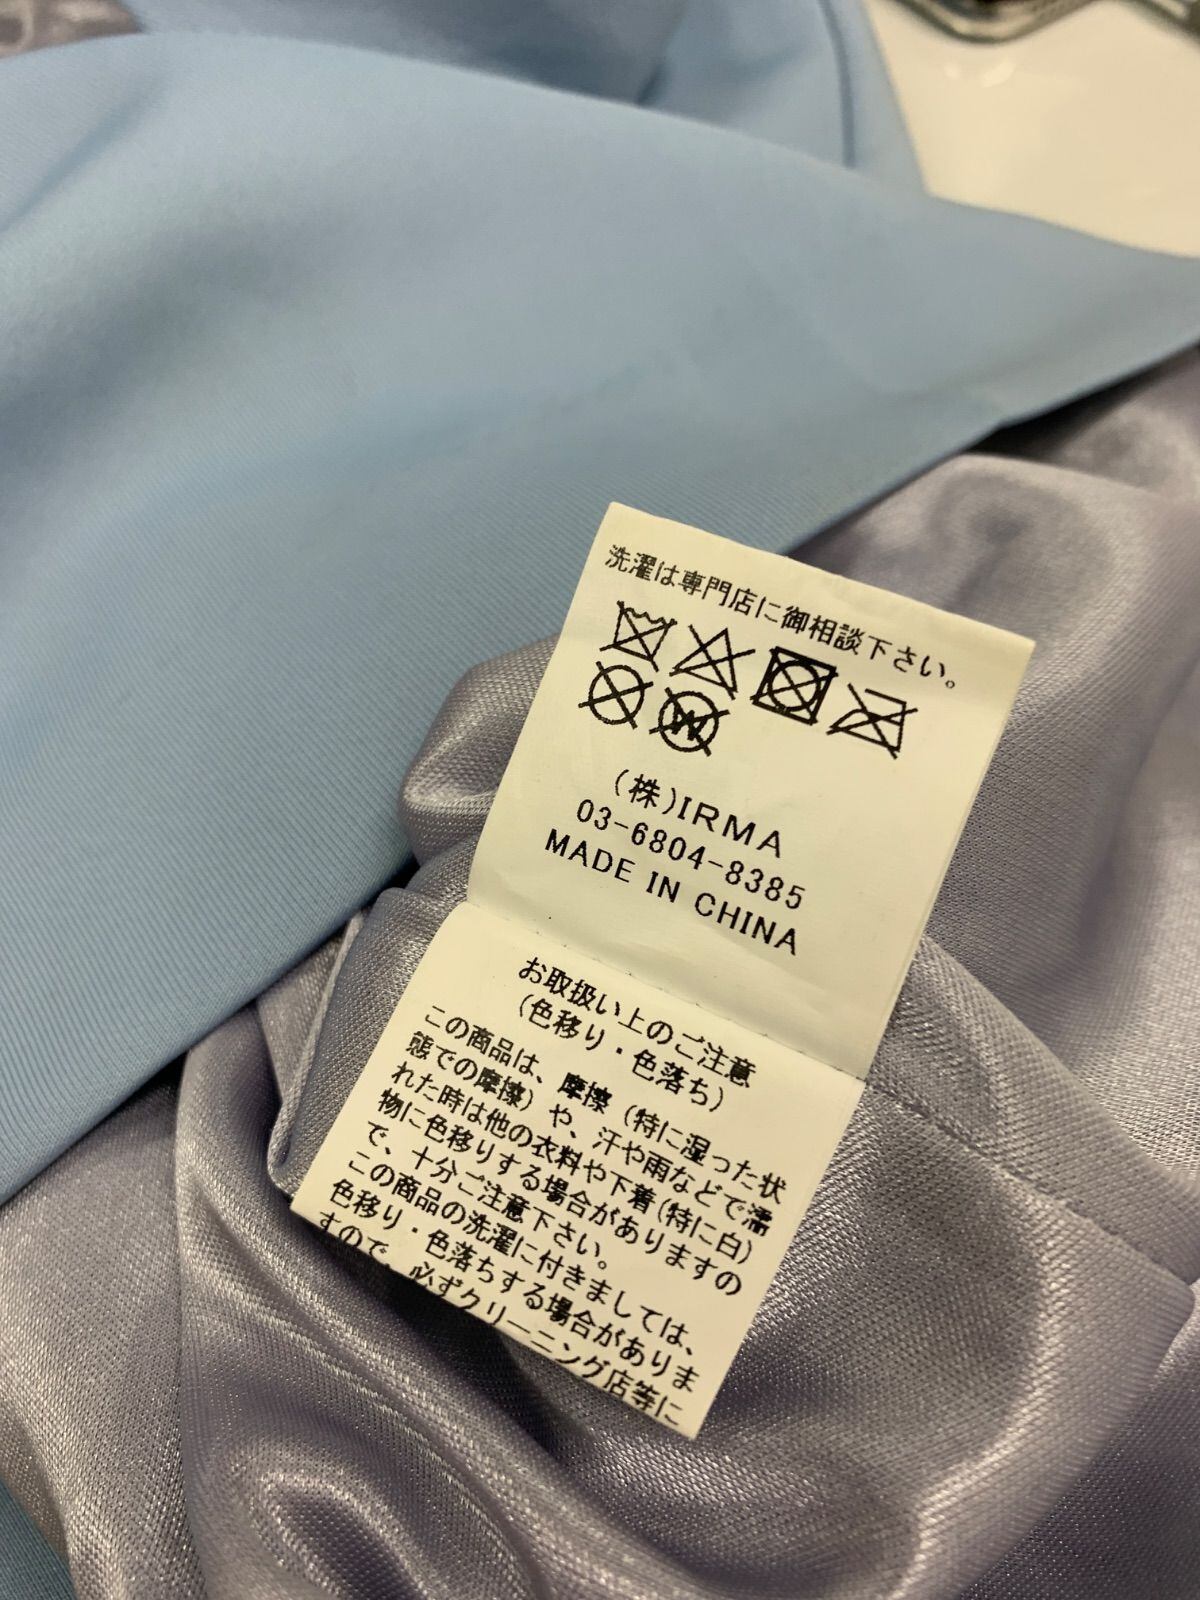 洗濯は専門店に御相談下さい。
W
(株)IRMA
03-6804-8385
MADE IN CHINA
お取扱い上のご注意
(色移り・色落ち)
この商品は、摩擦（特に湿った状
態での摩擦）や、汗や雨などで濡
れた時は他の衣料や下着(特に白)
物に色移りする場合がありますの
で、十分ご注意下さい。
この商品の洗濯に付きましては、
色移り・色落ちする場合がありま
すので、必ずクリーニング店等に